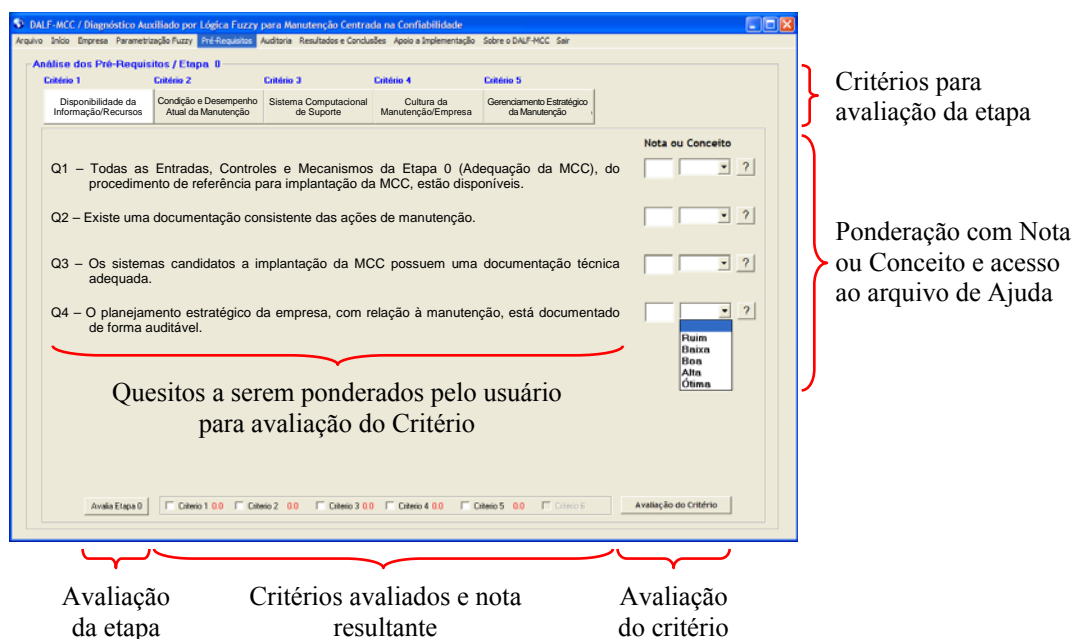 DALF-MCC / Diagnóstico Auxiliado por Lógica Fuzzy para Manutenção Centrada na Confiabilidade
Arquivo Início Empresa Parametrização Fuzzy Pré-Requisitos Auditoria Resultados e Conclusões Apoio a Implementação Sobre o DALF-MCC Sair
Análise dos Pré-Requisitos / Etapa 0
Critério 1 Critério 2 Critério 3 Critério 4 Critério 5
Disponibilidade da Condição e Desempenho Sistema Computacional Cultura da Gerenciamento Estratégico
Informação/Recursos Atual da Manutenção de Suporte Manutenção/Empresa da Manutenção
Critérios para
avaliação da etapa
Nota ou Conceito
Q1 – Todas as Entradas, Controles e Mecanismos da Etapa 0 (Adequação da MCC), do ?
procedimento de referência para implantação da MCC, estão disponíveis.
Q2 – Existe uma documentação consistente das ações de manutenção. ?
Q3 – Os sistemas candidatos a implantação da MCC possuem uma documentação técnica ?
adequada.
Q4 – O planejamento estratégico da empresa, com relação à manutenção, está documentado ?
de forma auditável.
Ruim
Baixa
Boa
Alta
Ótima
Ponderação com Nota
ou Conceito e acesso
ao arquivo de Ajuda
Quesitos a serem ponderados pelo usuário
para avaliação do Critério
Avalia Etapa 0 Criterio 1 0.0 Criterio 2 0.0 Criterio 3 0.0 Criterio 4 0.0 Criterio 5 0.0 Criterio 6 Avaliação do Critério
Avaliação
da etapa
Critérios avaliados e nota
resultante
Avaliação
do critério